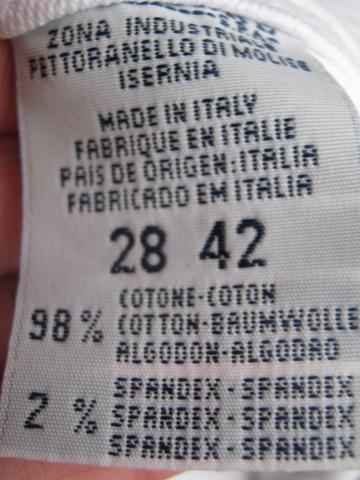 ZONA INDUSTRIALE
PETTORANELLO DI MOLISE
ISERNIA
MADE IN ITALY
FABRIQUE EN ITALIE
PAIS DE ORIGEN:ITALIA
FABRICADO EM ITALIA
28 42
COTONE-COTON
98% COTTON-BAUMWOLLE
ALGODON-ALGODAO
SPANDEX-SPANDEX
2% SPANDEX-SPANDEX
SPANDEX-SPANDEX